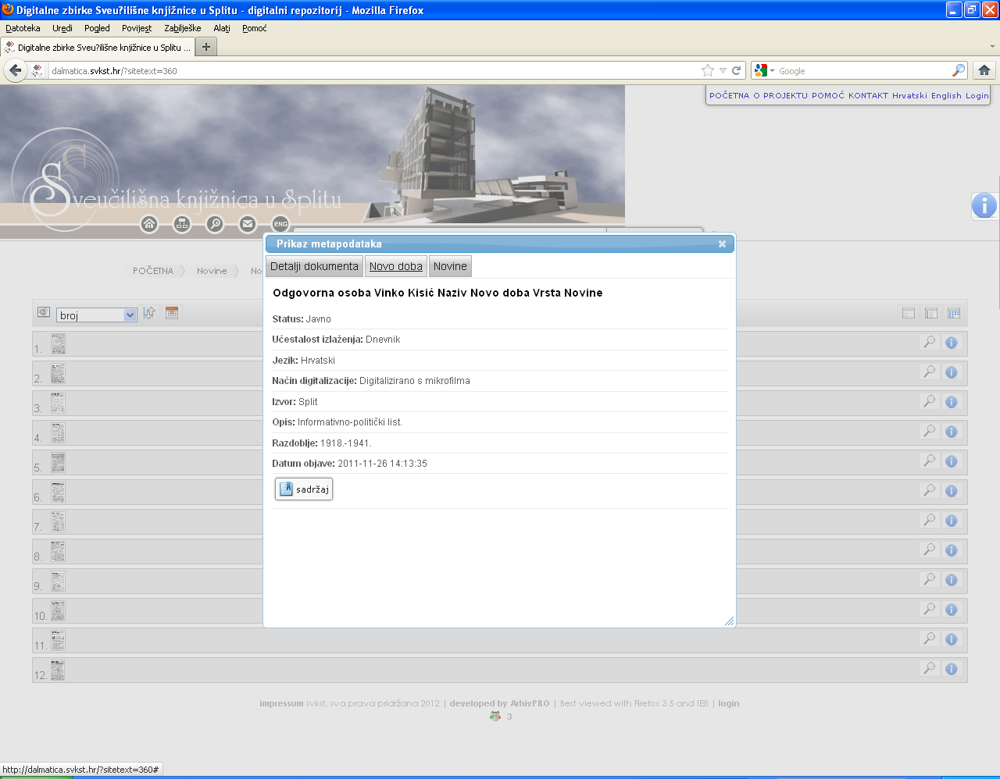 Digitalne zbirke Sveu?ilišne knjižnice u Splitu - digitalni repozitorij - Mozilla Firefox
Datoteka Uredi Pogled Povijest Zabilješke Alati Pomoć
Digitalne zbirke Sveu?ilišne knjižnice u Splitu ...
dalmatica.svkst.hr/?sitetext=360
Google
POČETNA O PROJEKTU POMOĆ KONTAKT Hrvatski English Login
Sveučilišna knjižnica u Splitu
ENG
Prikaz metapodataka
Detalji dokumenta Novo doba Novine
POČETNA Novine No
Odgovorna osoba Vinko Kisić Naziv Novo doba Vrsta Novine
broj
Status: Javno
Učestalost izlaženja: Dnevnik
Jezik: Hrvatski
Način digitalizacije: Digitalizirano s mikrofilma
Izvor: Split
Opis: Informativno-politički list.
Razdoblje: 1918.-1941.
Datum objave: 2011-11-26 14:13:35
sadržaj
1.
2.
3.
4.
5.
6.
7.
8.
9.
10.
11.
12.
impressum svkst, sva prava pridržana 2012 | developed by ArhivPRO | Best viewed with Firefox 3.5 and IE8 | login
3
http://dalmatica.svkst.hr/?sitetext=360#